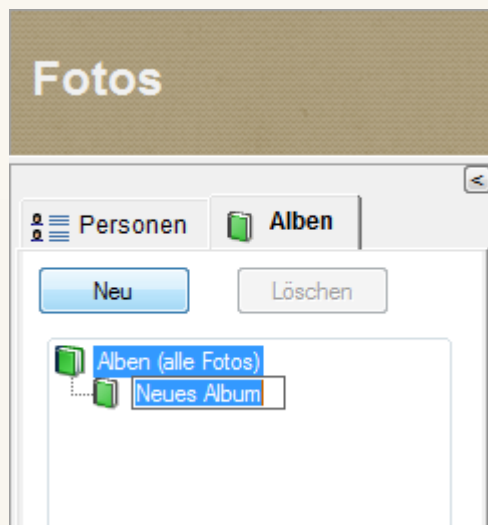 Fotos
<
Personen
Alben
Neu
Löschen
Alben (alle Fotos)
Neues Album